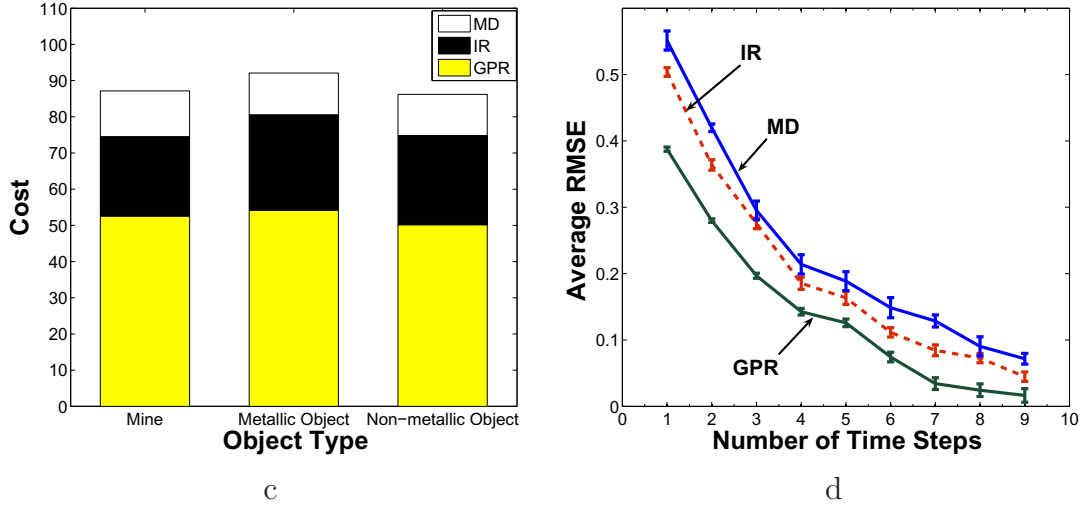 110
100
90
80
70
60
50
40
30
20
10
0
Cost
MD
IR
GPR
Mine
Metallic Object
Non-metallic Object
Object Type
c
0.5
0.4
0.3
0.2
0.1
0
Average RMSE
IR
MD
GPR
0 1 2 3 4 5 6 7 8 9 10
Number of Time Steps
d